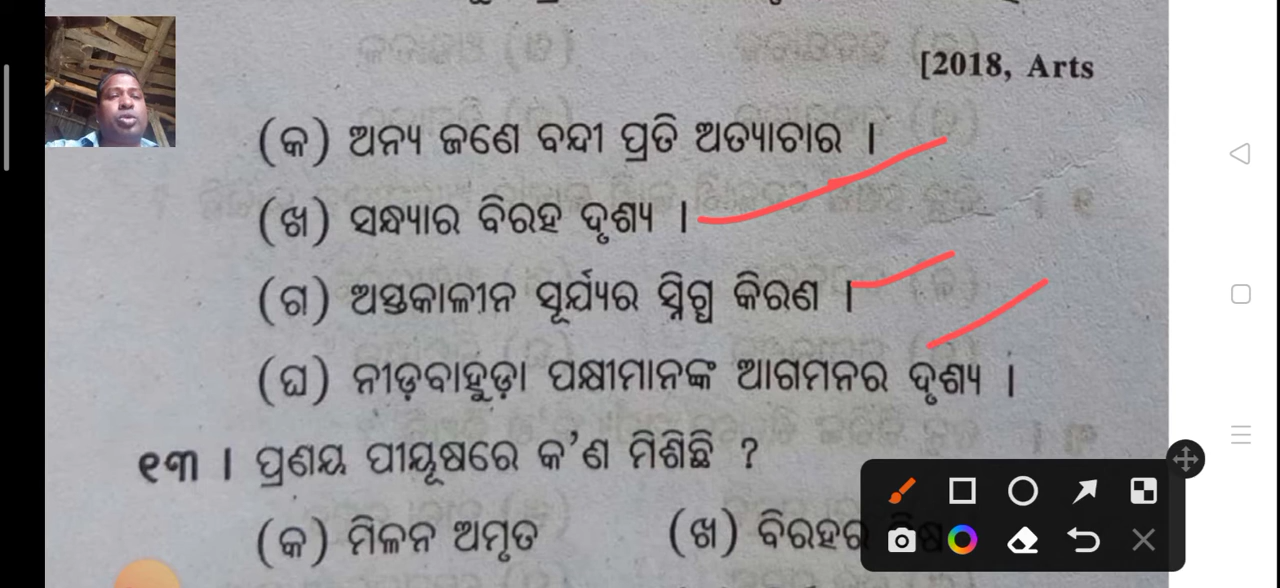 [2018, Arts
(କ) ଅନ୍ୟ ଜଣେ ବନ୍ଦୀ ପ୍ରତି ଅତ୍ୟାଚାର ।
(ଖ) ସନ୍ଧ୍ୟାର ବିରହ ଦୃଶ୍ୟ ।
(ଗ) ଅସ୍ତକାଳୀନ ସୂର୍ଯ୍ୟର ସ୍ନିଗ୍ଧ କିରଣ ।
(ଘ) ନୀଡ଼ବାହୁଡ଼ା ପକ୍ଷୀମାନଙ୍କ ଆଗମନର ଦୃଶ୍ୟ ।
୧୩ । ପ୍ରଣୟ ପୀୟୂଷରେ କ'ଣ ମିଶିଛି ?
(କ) ମିଳନ ଅମୃତ (ଖ) ବିରହର